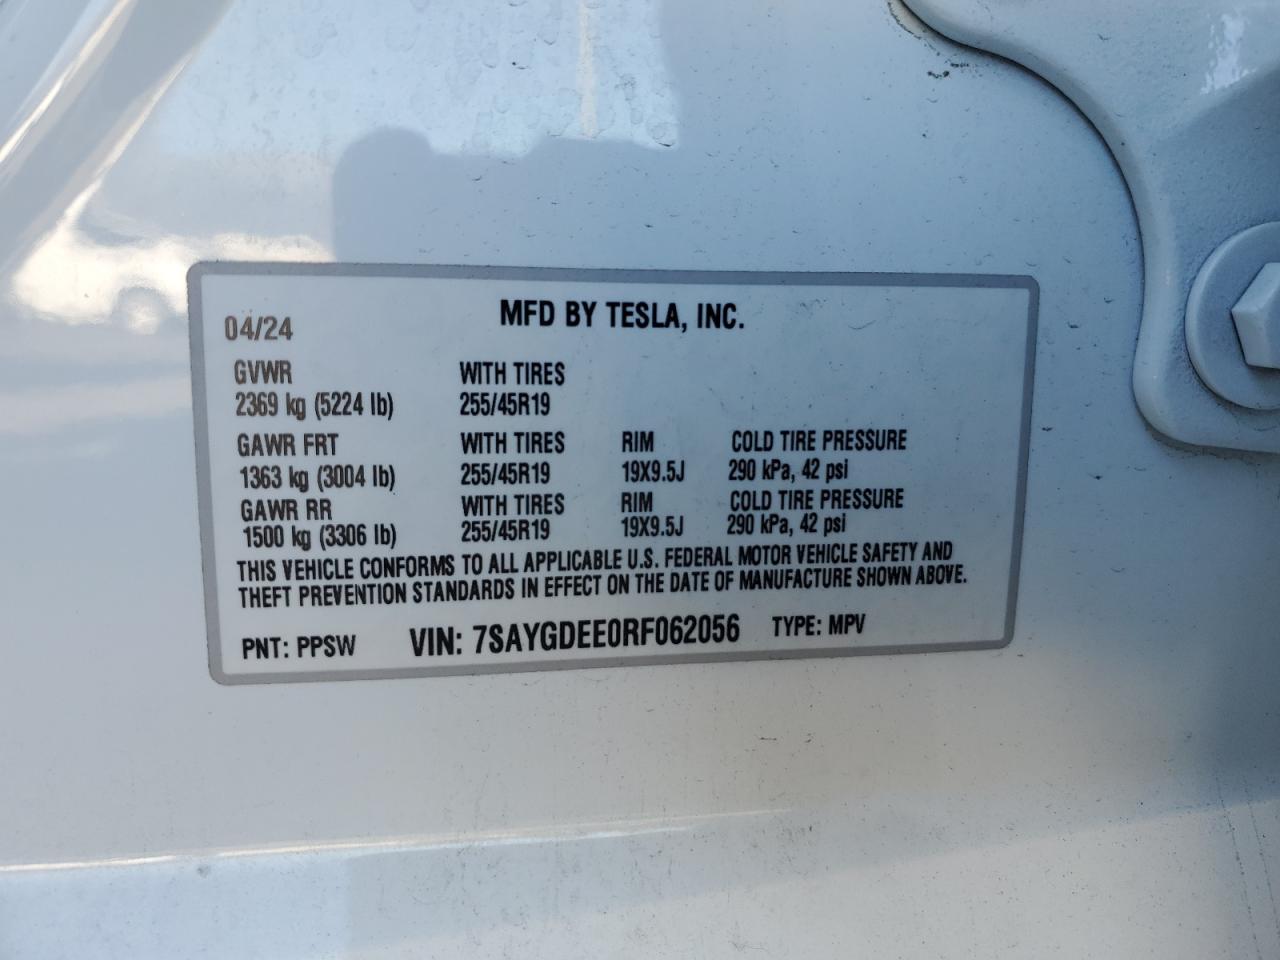 MFD BY TESLA, INC.
04/24
GVWR WITH TIRES
2369 kg (5224 lb) 255/45R19
GAWR FRT WITH TIRES RIM COLD TIRE PRESSURE
1363 kg (3004 lb) 255/45R19 19X9.5J 290 kPa, 42 psi
GAWR RR WITH TIRES RIM COLD TIRE PRESSURE
1500 kg (3306 lb) 255/45R19 19X9.5J 290 kPa, 42 psi
THIS VEHICLE CONFORMS TO ALL APPLICABLE U.S. FEDERAL MOTOR VEHICLE SAFETY AND
THEFT PREVENTION STANDARDS IN EFFECT ON THE DATE OF MANUFACTURE SHOWN ABOVE.
PNT: PPSW VIN: 7SAYGDEE0RF062056 TYPE: MPV